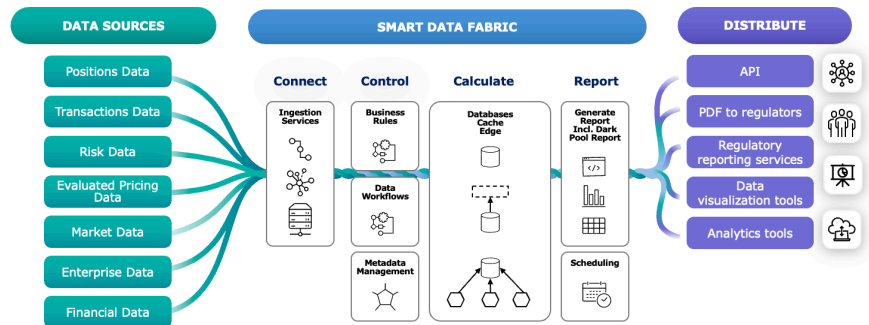 DATA SOURCES
SMART DATA FABRIC
DISTRIBUTE
Positions Data
Transactions Data
Risk Data
Evaluated Pricing
Data
Market Data
Enterprise Data
Financial Data
Connect
Control
Calculate
Report
Ingestion
Services
Business
Rules
Data
Workflows
Metadata
Management
Databases
Cache
Edge
Generate
Report
Incl. Dark
Pool Report
</>
Scheduling
API
PDF to regulators
Regulatory
reporting services
Data
visualization tools
Analytics tools